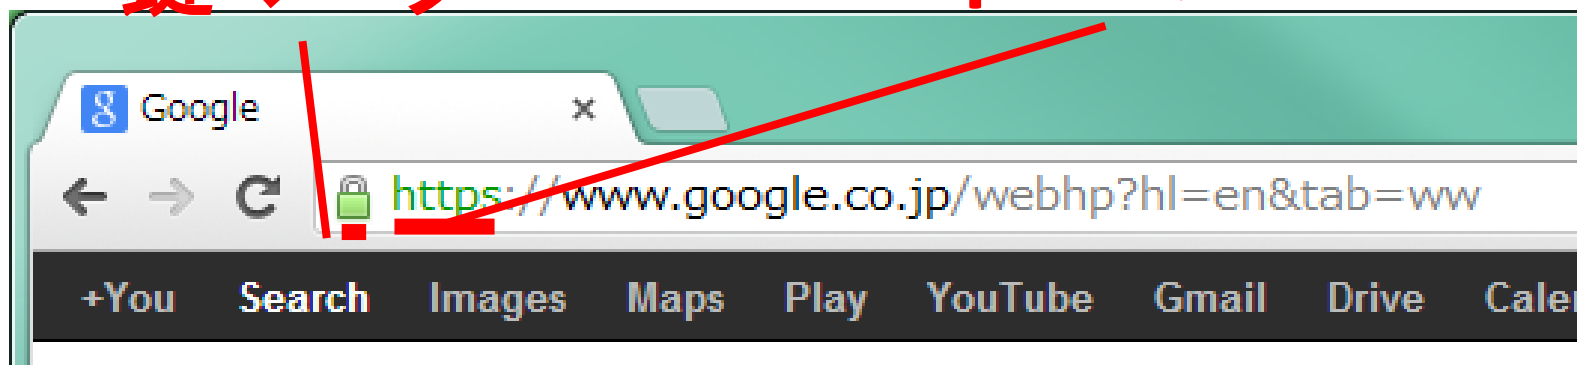 Google
https://www.google.co.jp/webhp?hl=en&tab=ww
+You Search Images Maps Play YouTube Gmail Drive